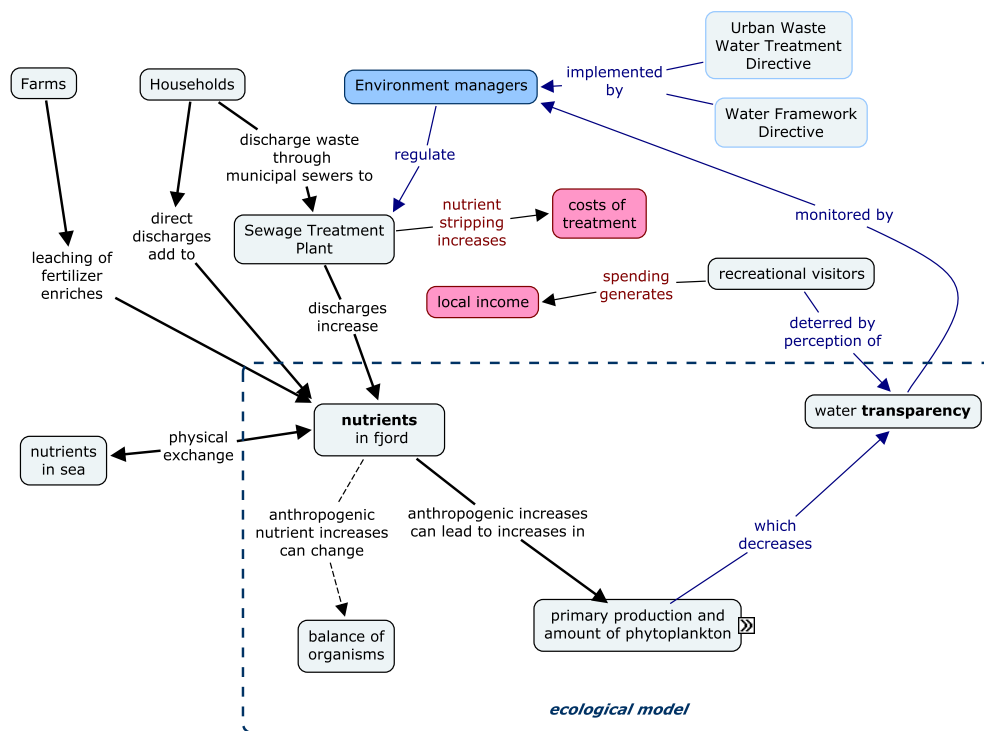 Urban Waste
Water Treatment
Directive
Farms
Households
Environment managers
implemented
by
Water Framework
Directive
discharge waste
through
municipal sewers to
regulate
nutrient
stripping
increases
costs of
treatment
monitored by
direct
discharges
add to
Sewage Treatment
Plant
leaching of
fertilizer
enriches
spending
generates
recreational visitors
local income
discharges
increase
deterred by
perception of
nutrients
in fjord
water transparency
nutrients
in sea
physical
exchange
anthropogenic
nutrient increases
can change
anthropogenic increases
can lead to increases in
which
decreases
balance of
organisms
primary production and
amount of phytoplankton
ecological model